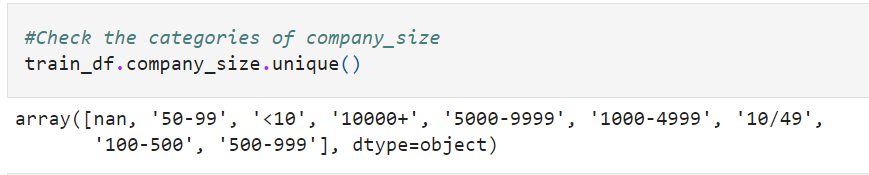 #Check the categories of company_size
train_df.company_size.unique()
array([nan, '50-99', '<10', '10000+', '5000-9999', '1000-4999', '10/49',
'100-500', '500-999'], dtype=object)